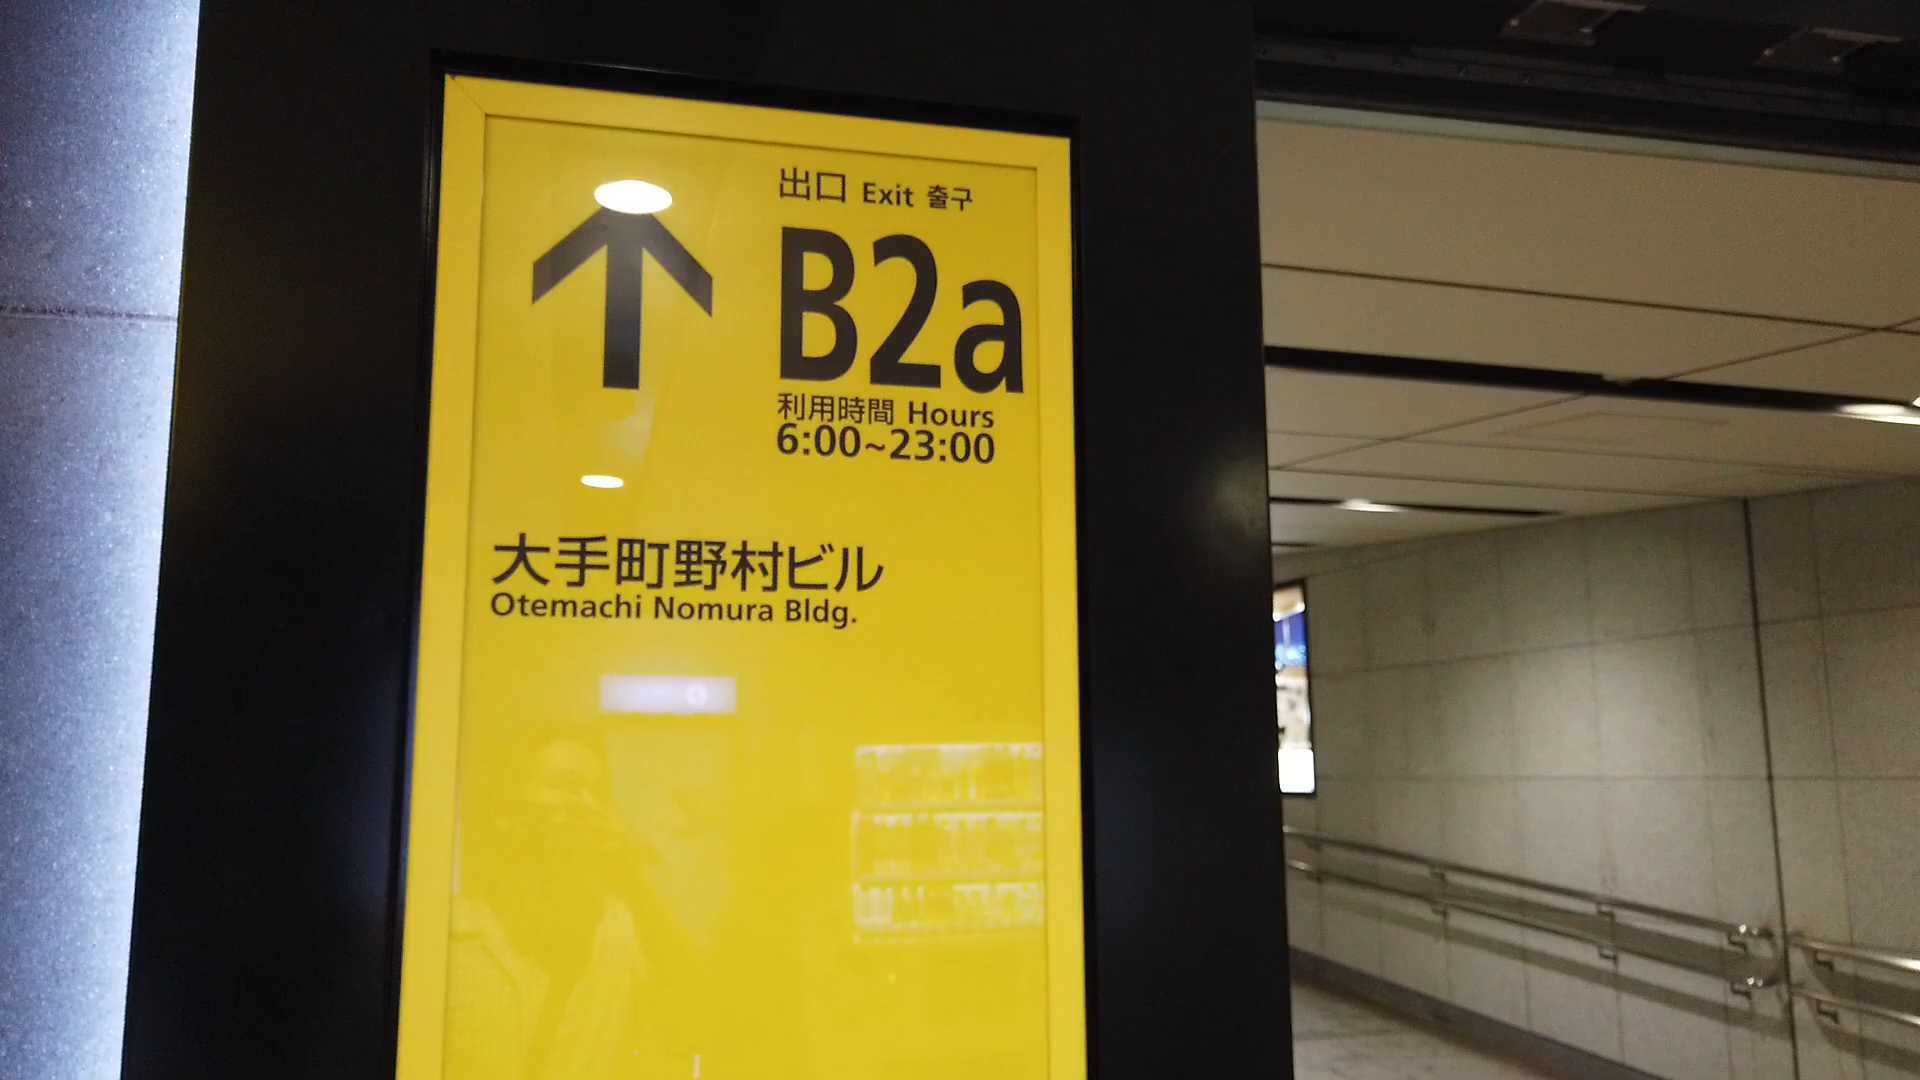 出口 Exit 출구
B2a
利用時間 Hours
6:00~23:00
大手町野村ビル
Otemachi Nomura Bldg.